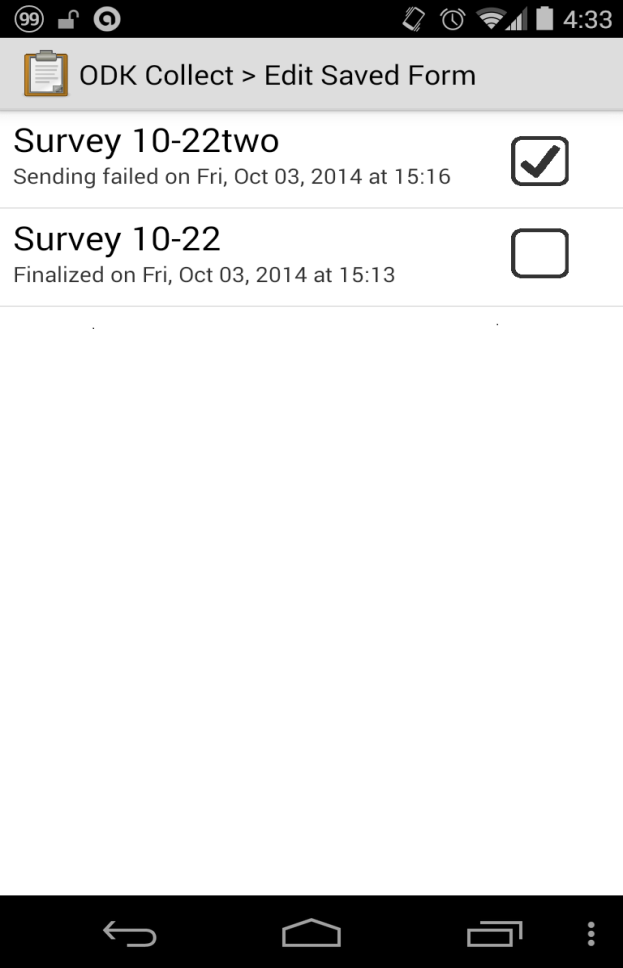 99 4:33
ODK Collect > Edit Saved Form
Survey 10-22two
Sending failed on Fri, Oct 03, 2014 at 15:16
Survey 10-22
Finalized on Fri, Oct 03, 2014 at 15:13